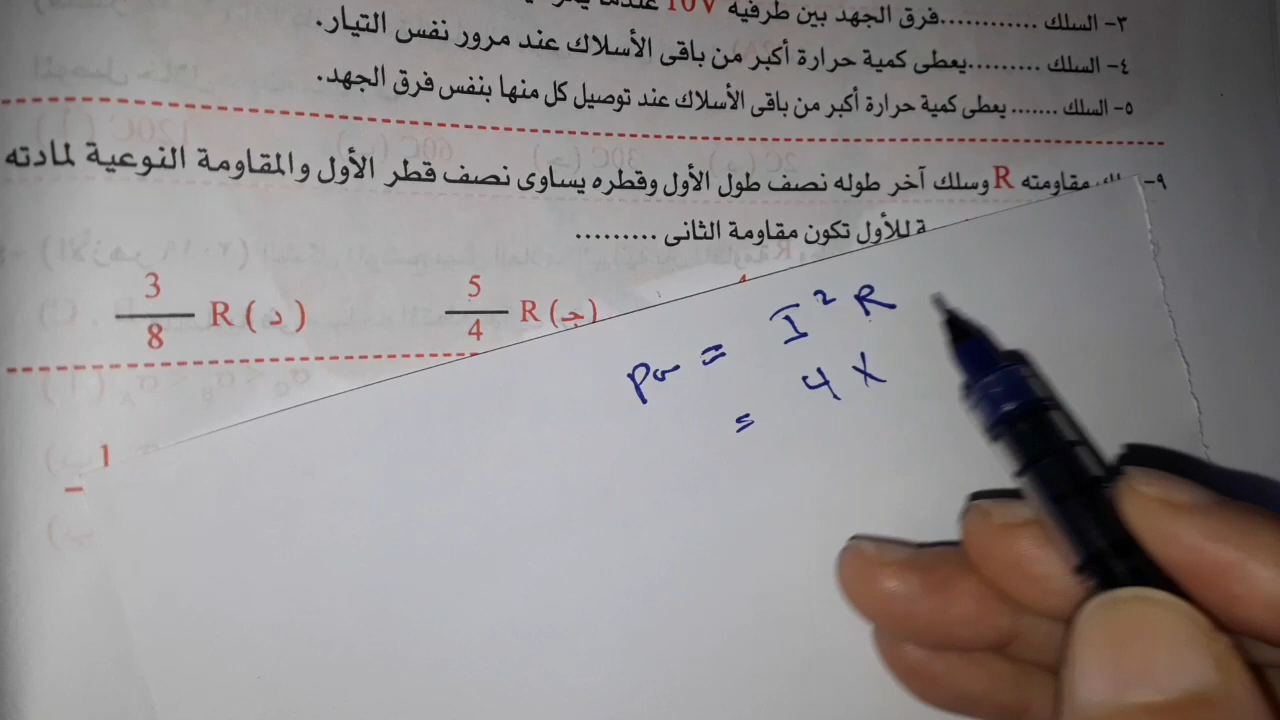 ٣- السلك ............فرق الجهد بين طرفيه 10V عندما
٤- السلك .........يعطى كمية حرارة أكبر من باقى الأسلاك عند مرور نفس التيار.
٥- السلك ....... يعطى كمية حرارة أكبر من باقى الأسلاك عند توصيل كل منها بنفس فرق الجهد.
٩- مقاومته R وسلك آخر طوله نصف طول الأول وقطره يساوى نصف قطر الأول والمقاومة النوعية لمادته
للأول تكون مقاومة الثانى .........
(جـ) 5/4 R (د) 3/8 R
Pw = I² R
= 4 X
1